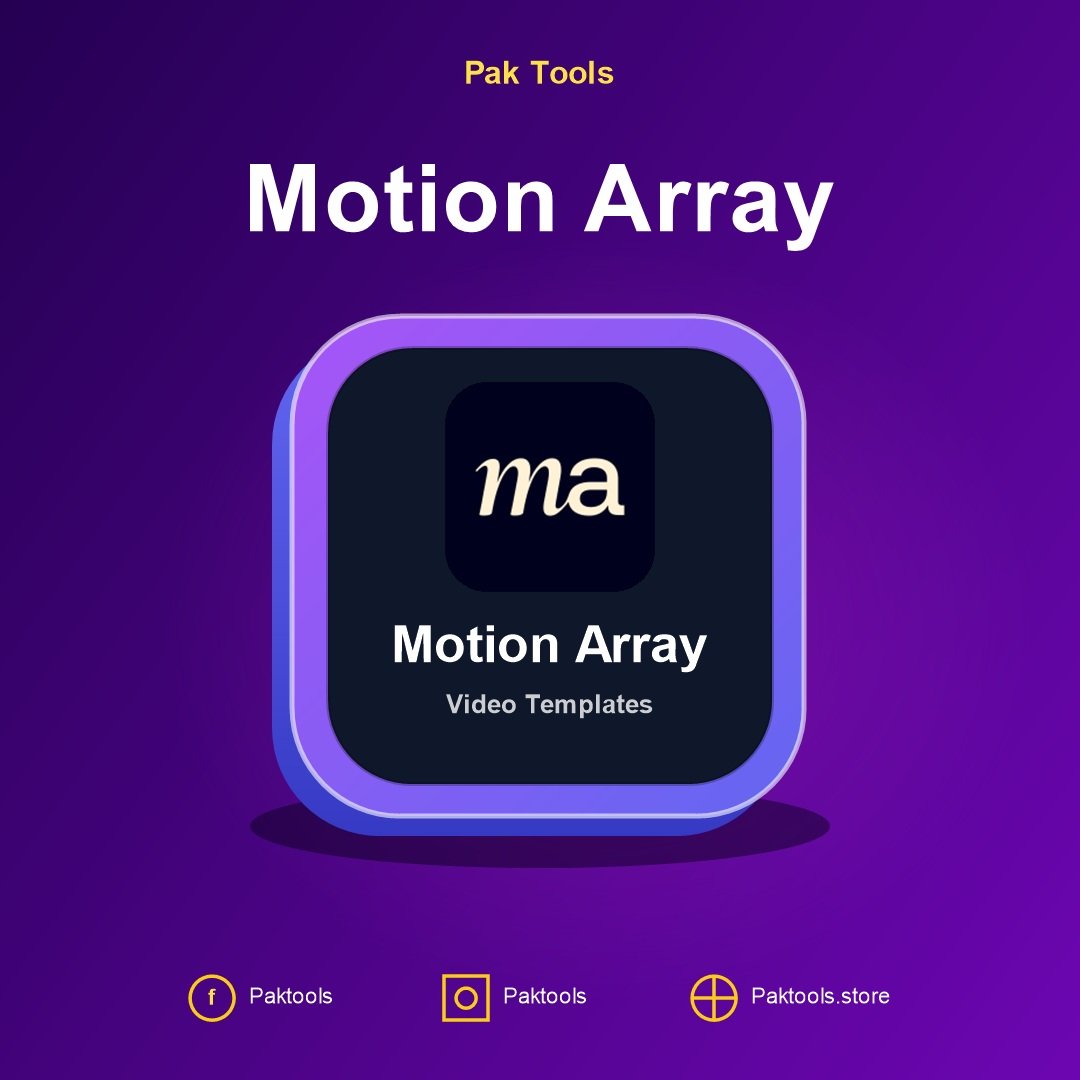 Pak Tools
Motion Array
ma
Motion Array
Video Templates
f Paktools
Paktools
Paktools.store